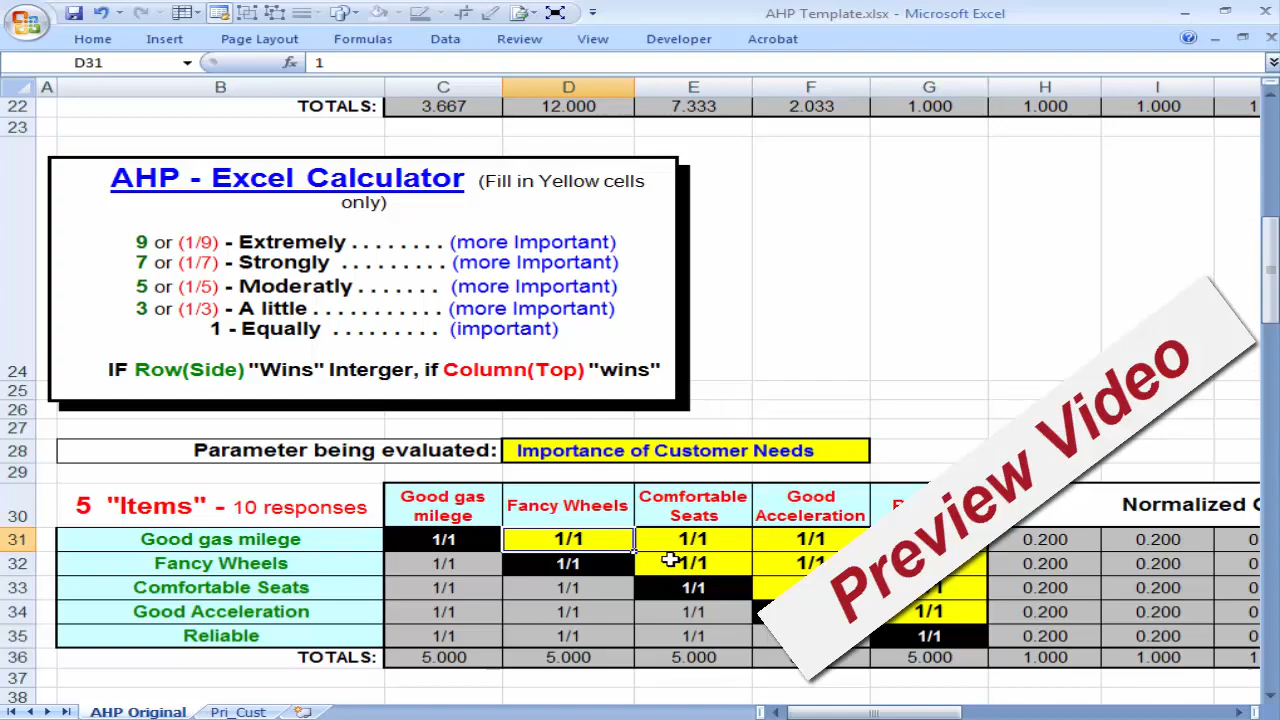 AHP Template.xlsx - Microsoft Excel
Home Insert Page Layout Formulas Data Review View Developer Acrobat
D31 fx 1
A B C D E F G H I
22 TOTALS: 3.667 12.000 7.333 2.033 1.000 1.000 1.000 1
23
AHP - Excel Calculator (Fill in Yellow cells
only)
9 or (1/9) - Extremely . . . . . . . . (more Important)
7 or (1/7) - Strongly . . . . . . . . . (more Important)
5 or (1/5) - Moderatly . . . . . . . (more Important)
3 or (1/3) - A little . . . . . . . . . . . (more Important)
1 - Equally . . . . . . . . . (important)
24 IF Row(Side) "Wins" Interger, if Column(Top) "wins"
25
26
27
28 Parameter being evaluated: Importance of Customer Needs
29
30 5 "Items" - 10 responses Good gas milege Fancy Wheels Comfortable Seats Good Acceleration Normalized
31 Good gas milege 1/1 1/1 1/1 1/1 0.200 0.200 0
32 Fancy Wheels 1/1 1/1 1/1 1/1 0.200 0.200 0
33 Comfortable Seats 1/1 1/1 1/1 0.200 0.200 0
34 Good Acceleration 1/1 1/1 1/1 1/1 0.200 0.200 0
35 Reliable 1/1 1/1 1/1 1/1 0.200 0.200 0
36 TOTALS: 5.000 5.000 5.000 5.000 1.000 1.000 1
37
38
Preview Video
AHP Original Pri_Cust